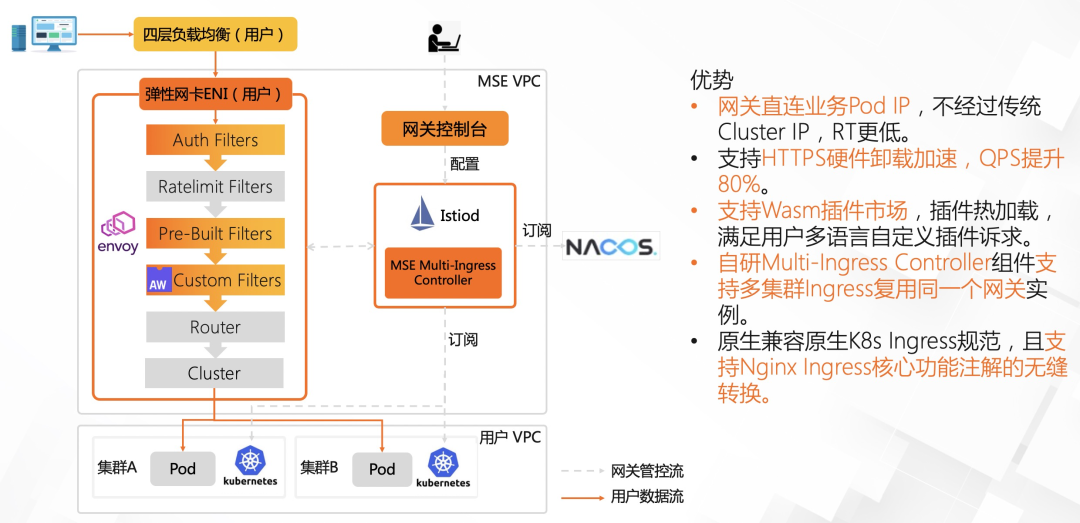 四层负载均衡（用户）
MSE VPC
弹性网卡ENI（用户）
Auth Filters
Ratelimit Filters
envoy
Pre-Built Filters
AW
Custom Filters
Router
Cluster
网关控制台
配置
Istiod
MSE Multi-Ingress
Controller
订阅
NACOS.
订阅
用户 VPC
集群A
Pod
kubernetes
集群B
Pod
kubernetes
网关管控流
用户数据流
优势
• 网关直连业务Pod IP，不经过传统
Cluster IP，RT更低。
• 支持HTTPS硬件卸载加速，QPS提升
80%。
• 支持Wasm插件市场，插件热加载，
满足用户多语言自定义插件诉求。
• 自研Multi-Ingress Controller组件支
持多集群Ingress复用同一个网关实
例。
• 原生兼容原生K8s Ingress规范，且支
持Nginx Ingress核心功能注解的无缝
转换。